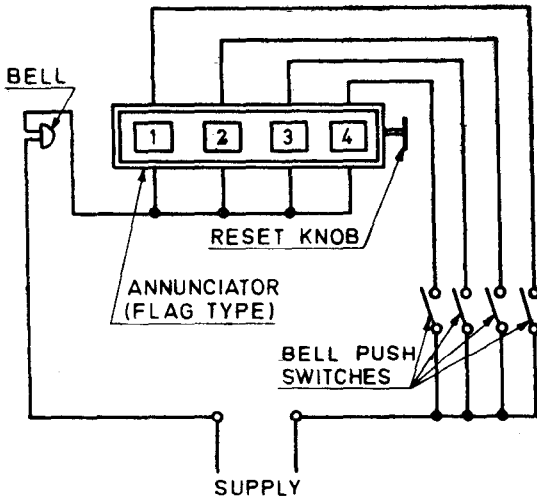 BELL
1 2 3 4
RESET KNOB
ANNUNCIATOR
(FLAG TYPE)
BELL PUSH
SWITCHES
SUPPLY